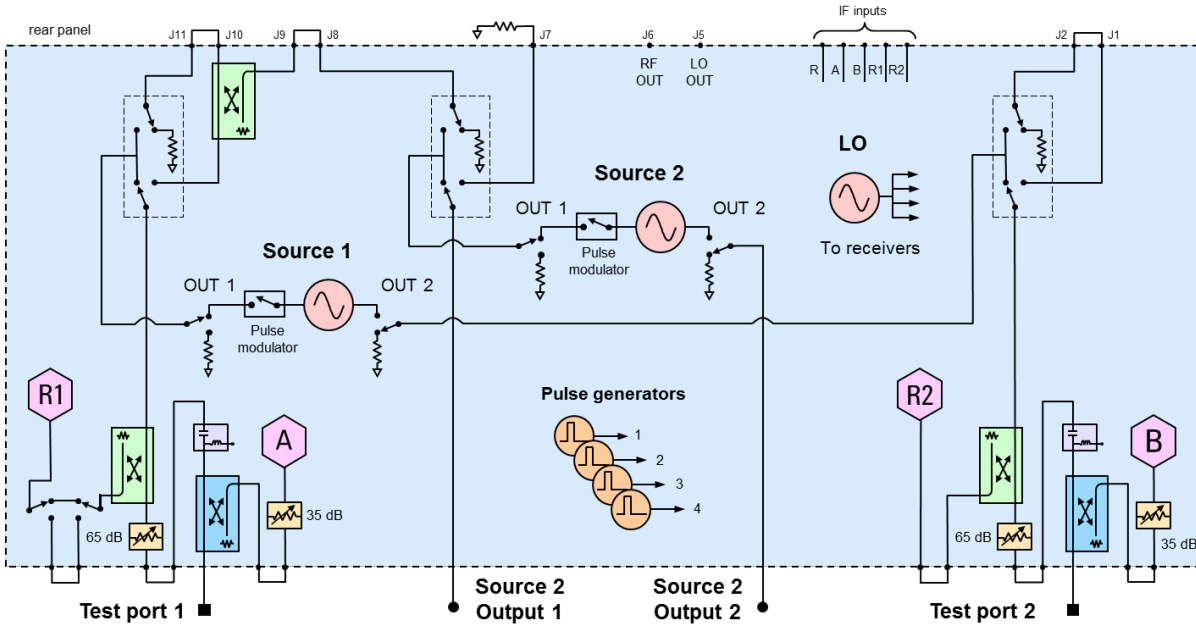 IF inputs
rear panel
J11
J10
J9
J8
J7
J6
J5
J2
J1
RF
OUT
LO
OUT
R
A
B
R1
R2
LO
Source 2
OUT 1
OUT 2
Pulse
modulator
To receivers
Source 1
OUT 1
OUT 2
Pulse
modulator
R1
A
R2
B
Pulse generators
1
2
3
4
65 dB
35 dB
65 dB
35 dB
Test port 1
Source 2
Output 1
Source 2
Output 2
Test port 2